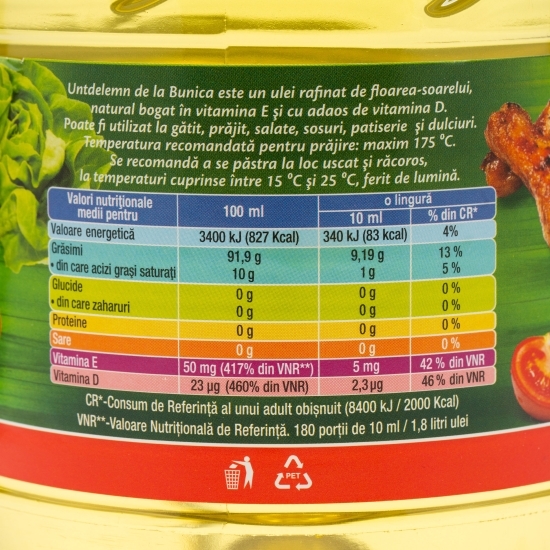 Untdelemn de la Bunica este un ulei rafinat de floarea-soarelui,
natural bogat în vitamina E și cu adaos de vitamina D.
Poate fi utilizat la gătit, prăjit, salate, sosuri, patiserie și dulciuri.
Temperatura recomandată pentru prăjire: maxim 175 °C.
Se recomandă a se păstra la loc uscat și răcoros,
la temperaturi cuprinse între 15 °C și 25 °C, ferit de lumină.
Valori nutriționale medii pentru 100 ml o lingură 10 ml % din CR*
Valoare energetică 3400 kJ (827 Kcal) 340 kJ (83 kcal) 4%
Grăsimi 91,9 g 9,19 g 13 %
• din care acizi grași saturați 10 g 1 g 5 %
Glucide 0 g 0 g 0 %
• din care zaharuri 0 g 0 g 0 %
Proteine 0 g 0 g 0 %
Sare 0 g 0 g 0 %
Vitamina E 50 mg (417% din VNR**) 5 mg 42 % din VNR
Vitamina D 23 µg (460% din VNR) 2,3 µg 46 % din VNR
CR*-Consum de Referință al unui adult obișnuit (8400 kJ / 2000 Kcal)
VNR**-Valoare Nutrițională de Referință. 180 porții de 10 ml / 1,8 litri ulei
PET